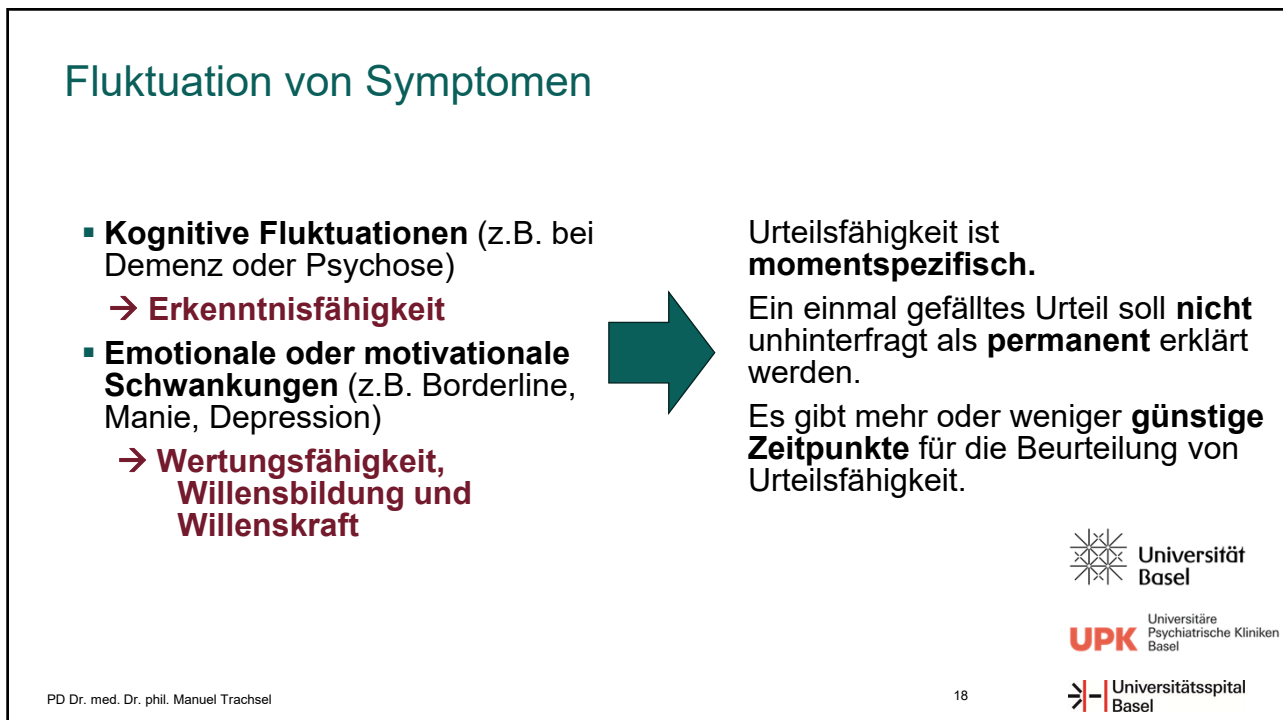 Fluktuation von Symptomen
▪ Kognitive Fluktuationen (z.B. bei
Demenz oder Psychose)
→ Erkenntnisfähigkeit
▪ Emotionale oder motivationale
Schwankungen (z.B. Borderline,
Manie, Depression)
→ Wertungsfähigkeit,
Willensbildung und
Willenskraft
Urteilsfähigkeit ist
momentspezifisch.
Ein einmal gefälltes Urteil soll nicht
unhinterfragt als permanent erklärt
werden.
Es gibt mehr oder weniger günstige
Zeitpunkte für die Beurteilung von
Urteilsfähigkeit.
Universität
Basel
UPK
Universitäre
Psychiatrische Kliniken
Basel
Universitätsspital
Basel
PD Dr. med. Dr. phil. Manuel Trachsel
18